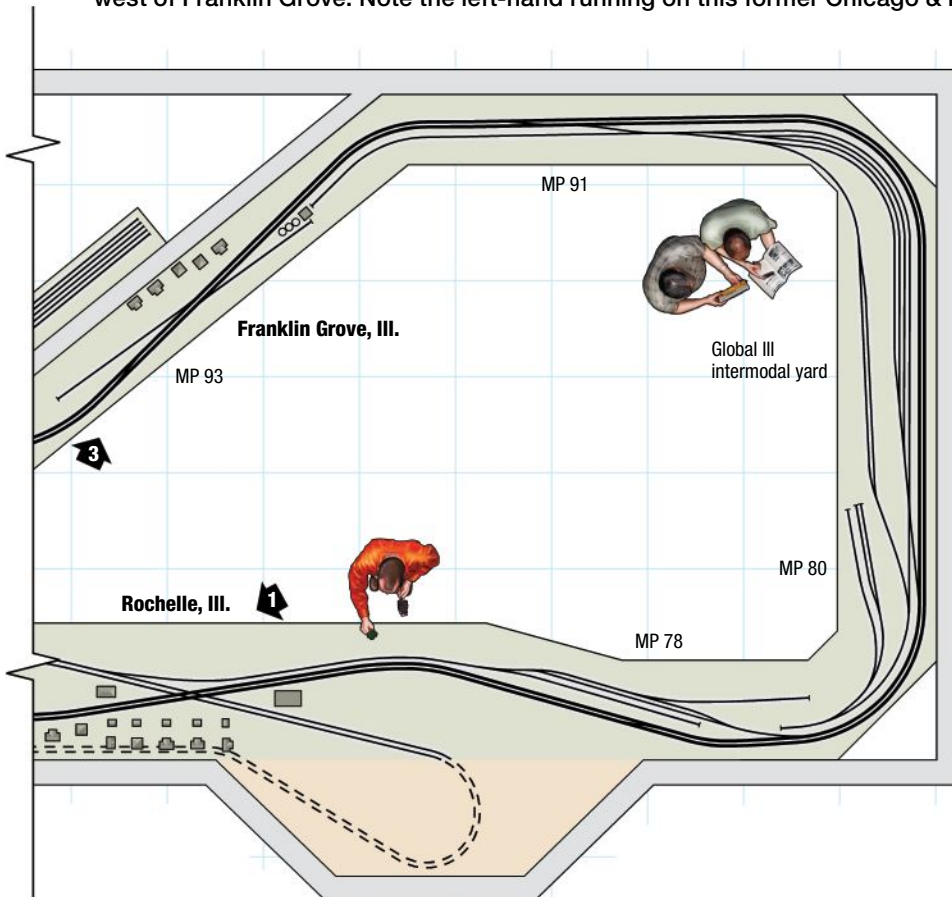 west of Franklin Grove. Note the left-hand running on this former Chicago &
MP 91
Franklin Grove, Ill.
MP 93
Global III
intermodal yard
3
MP 80
Rochelle, Ill.
1
MP 78